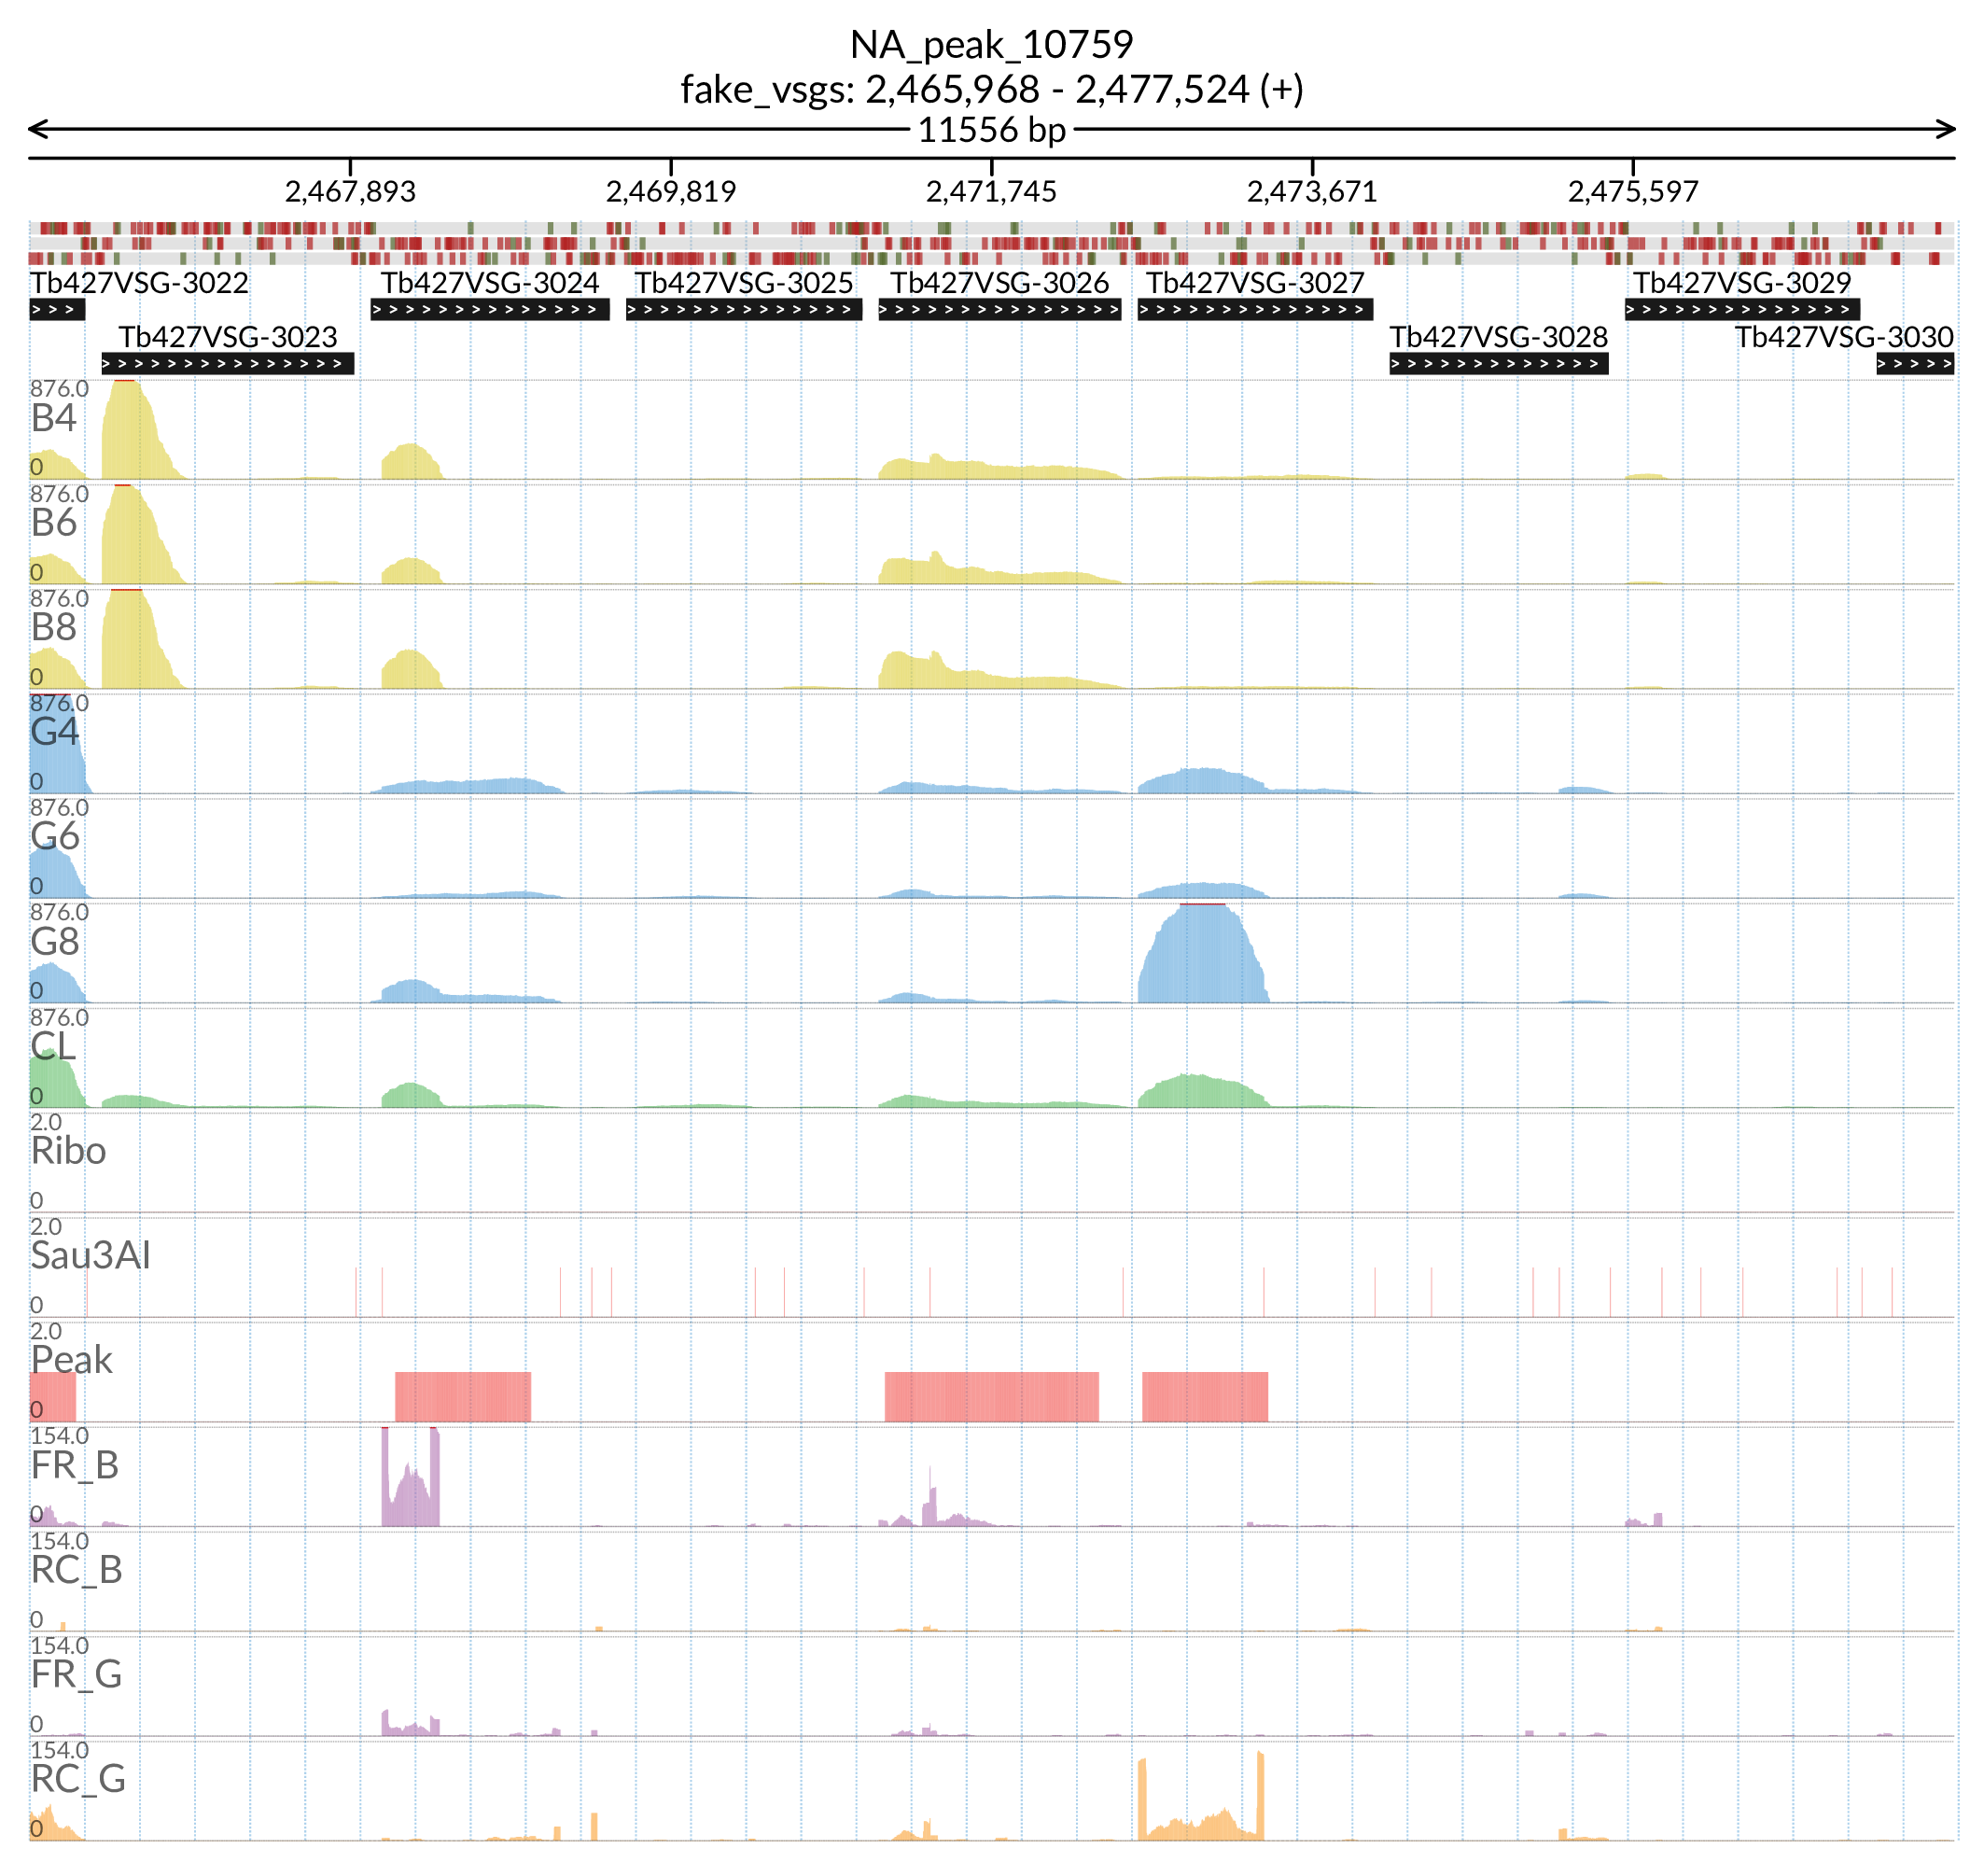 NA_peak_10759
fake_vsgs: 2,465,968 - 2,477,524 (+)
11556 bp
2,467,893 2,469,819 2,471,745 2,473,671 2,475,597
Tb427VSG-3022 Tb427VSG-3024 Tb427VSG-3025 Tb427VSG-3026 Tb427VSG-3027 Tb427VSG-3029
Tb427VSG-3023 Tb427VSG-3028 Tb427VSG-3030
876.0
B4
0
876.0
B6
0
876.0
B8
0
876.0
G4
0
876.0
G6
0
876.0
G8
0
876.0
CL
0
2.0
Ribo
0
2.0
Sau3AI
0
2.0
Peak
0
154.0
FR_B
0
154.0
RC_B
0
154.0
FR_G
0
154.0
RC_G
0